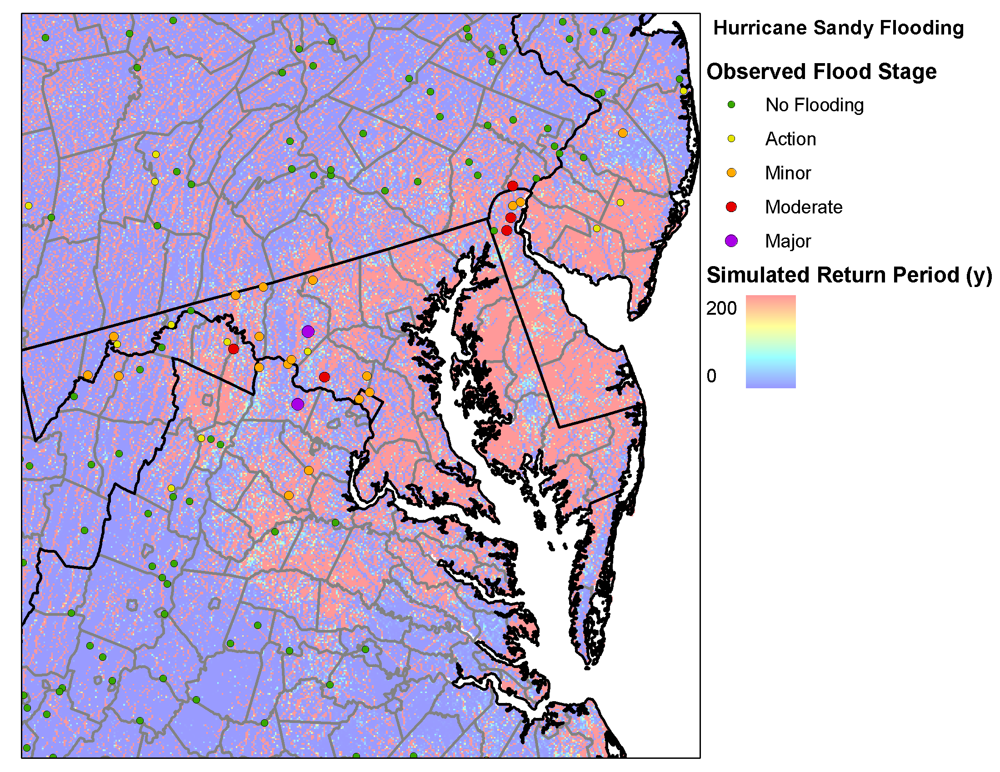 Hurricane Sandy Flooding
Observed Flood Stage
No Flooding
Action
Minor
Moderate
Major
Simulated Return Period (y)
200
0